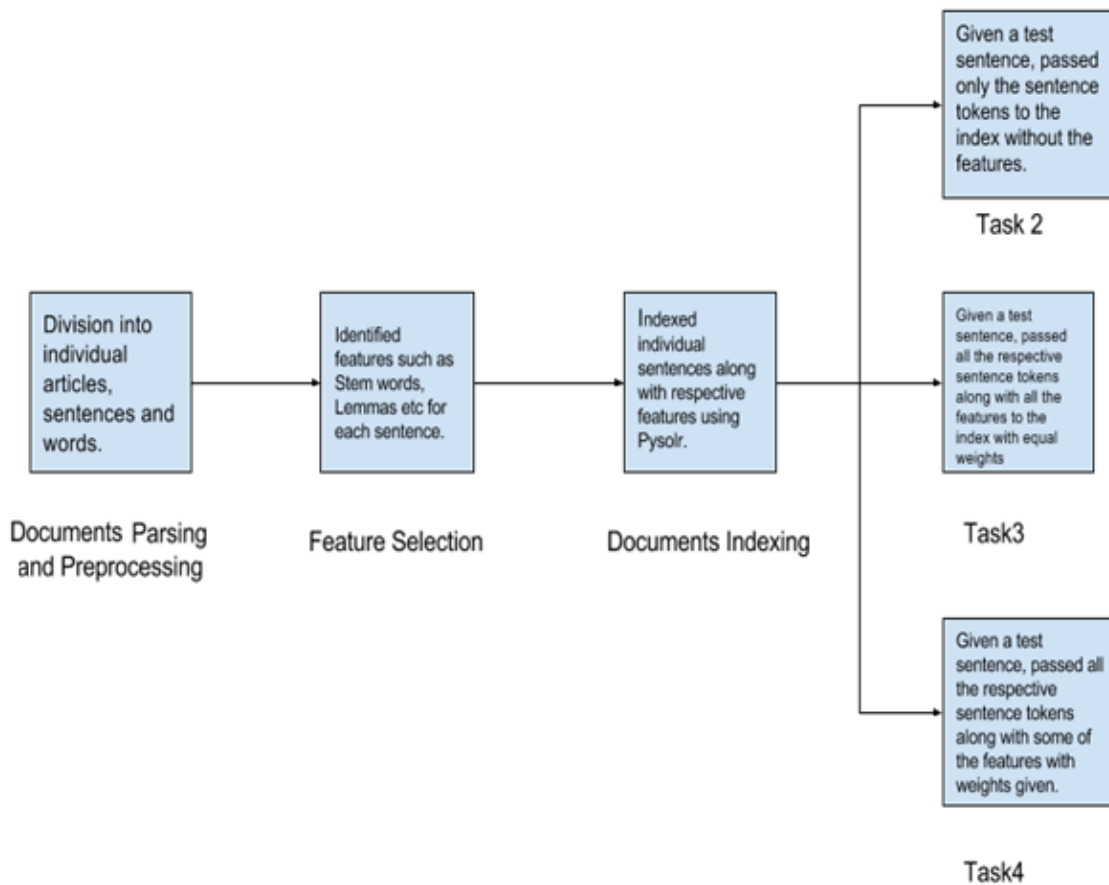 Given a test
sentence, passed
only the sentence
tokens to the
index without the
features.
Task 2
Division into
individual
articles,
sentences and
words.
Documents Parsing
and Preprocessing
Identified
features such as
Stem words,
Lemmas etc for
each sentence.
Feature Selection
Indexed
individual
sentences along
with respective
features using
Pysolr.
Documents Indexing
Given a test
sentence, passed
all the respective
sentence tokens
along with all the
features to the
index with equal
weights
Task3
Given a test
sentence, passed all
the respective
sentence tokens
along with some of
the features with
weights given.
Task4